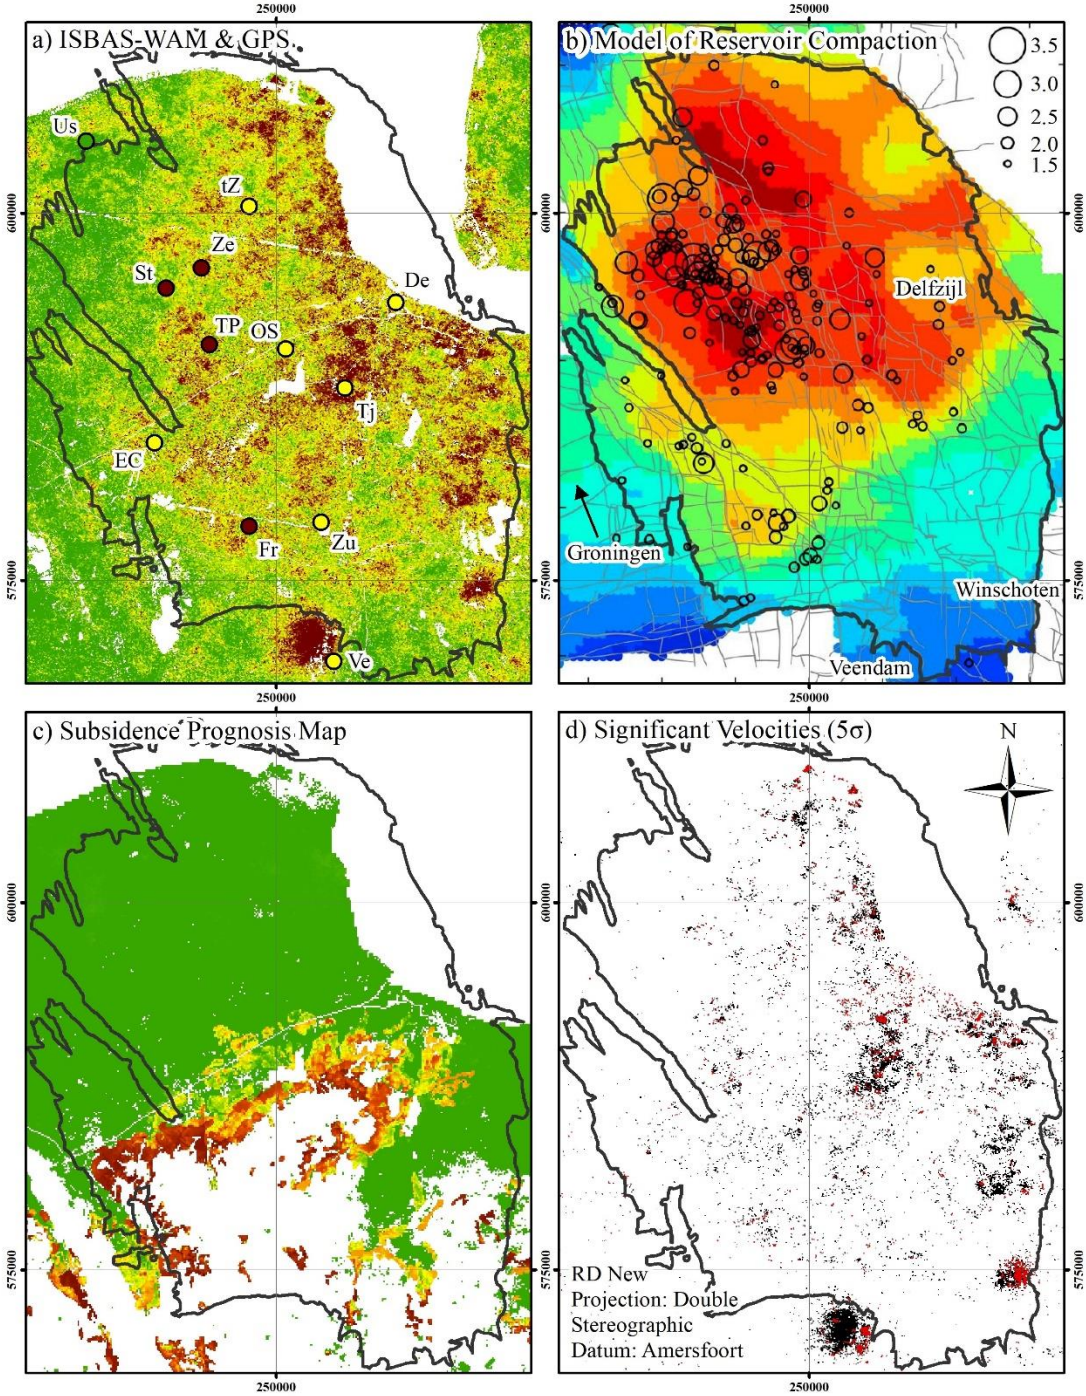 250000
250000
a) ISBAS-WAM & GPS
b) Model of Reservoir Compaction
3.5
3.0
2.5
2.0
1.5
Us
tZ
600000
600000
Ze
St
De
Delfzijl
TP
OS
Tj
EC
Fr
Zu
Groningen
575000
575000
Winschoten
Ve
Veendam
250000
250000
c) Subsidence Prognosis Map
d) Significant Velocities (5σ)
N
600000
600000
575000
575000
RD New
Projection: Double
Stereographic
Datum: Amersfoort
250000
250000